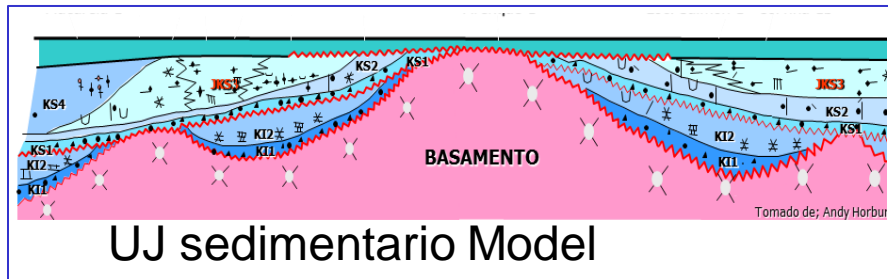 KS4
JKS3
KS2
KS1
KS1
KI2
KI1
KI2
KI1
BASAMENTO
JKS3
KS2
KS1
KI2
KI1
Tomado de; Andy Horbur
UJ sedimentario Model